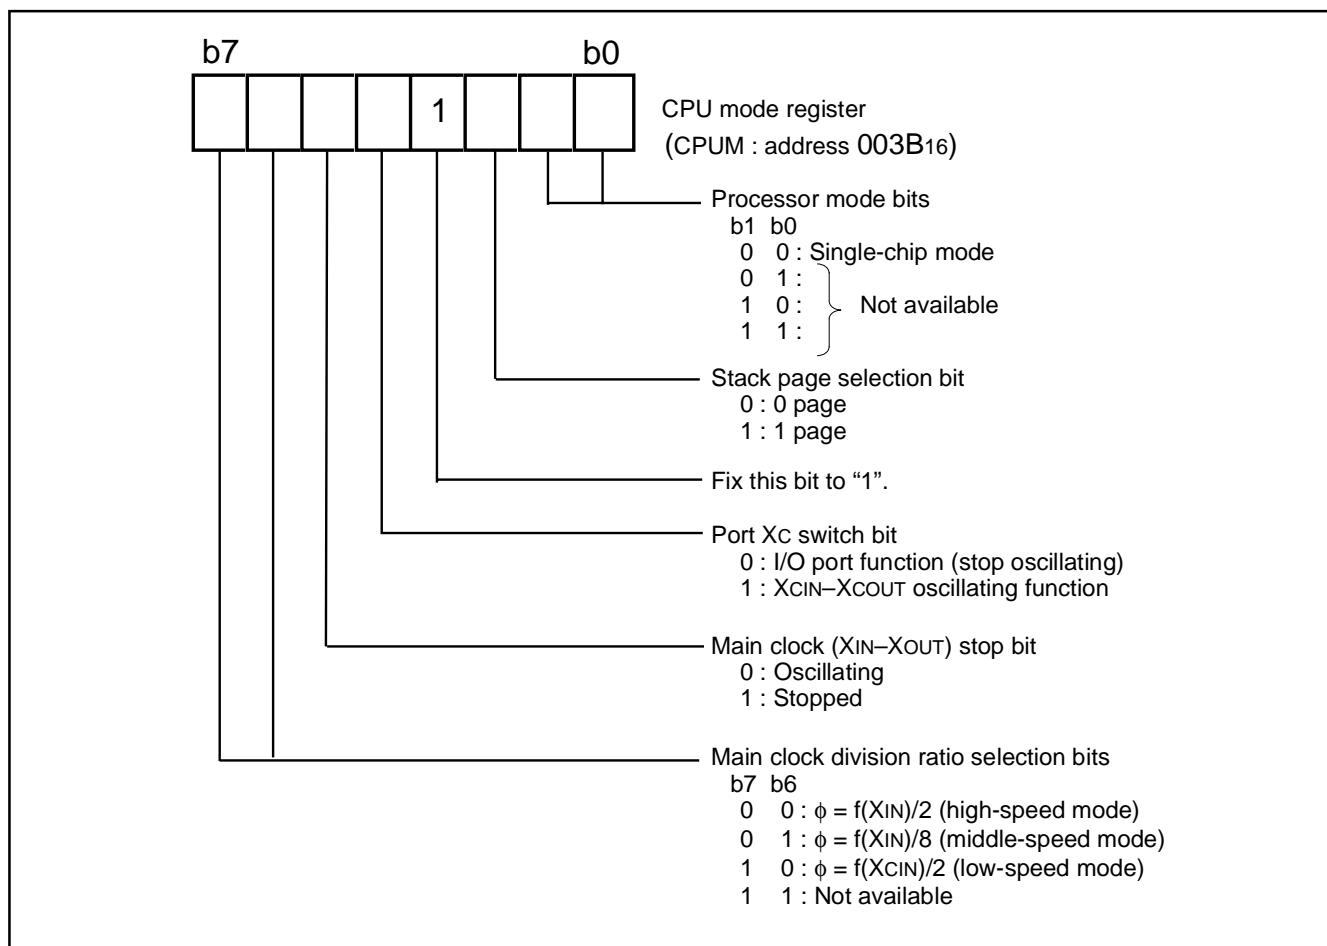 b7 b0
1
CPU mode register
(CPUM : address 003B16)
Processor mode bits
b1 b0
0 0 : Single-chip mode
0 1 :
1 0 : Not available
1 1 :
Stack page selection bit
0 : 0 page
1 : 1 page
Fix this bit to “1”.
Port XC switch bit
0 : I/O port function (stop oscillating)
1 : XCIN–XCOUT oscillating function
Main clock (XIN–XOUT) stop bit
0 : Oscillating
1 : Stopped
Main clock division ratio selection bits
b7 b6
0 0 : ϕ = f(XIN)/2 (high-speed mode)
0 1 : ϕ = f(XIN)/8 (middle-speed mode)
1 0 : ϕ = f(XCIN)/2 (low-speed mode)
1 1 : Not available